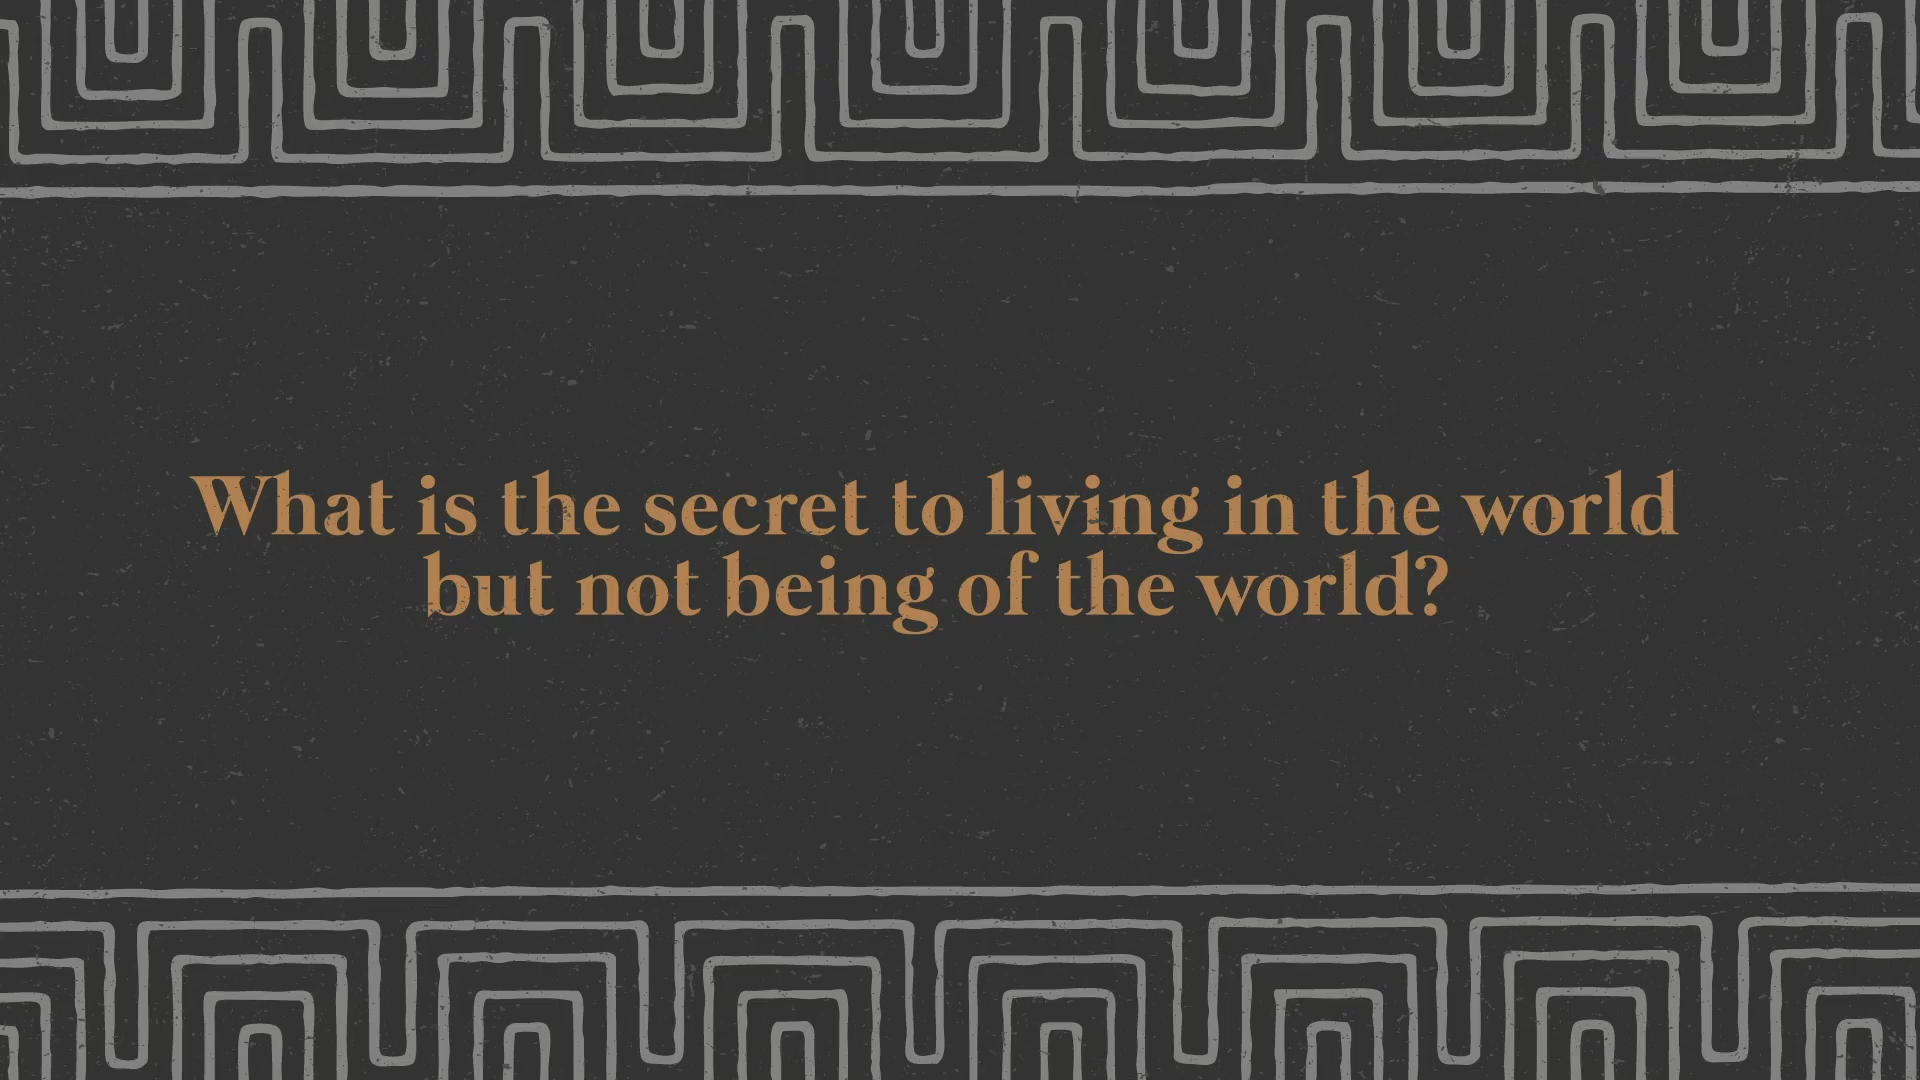 What is the secret to living in the world
but not being of the world?